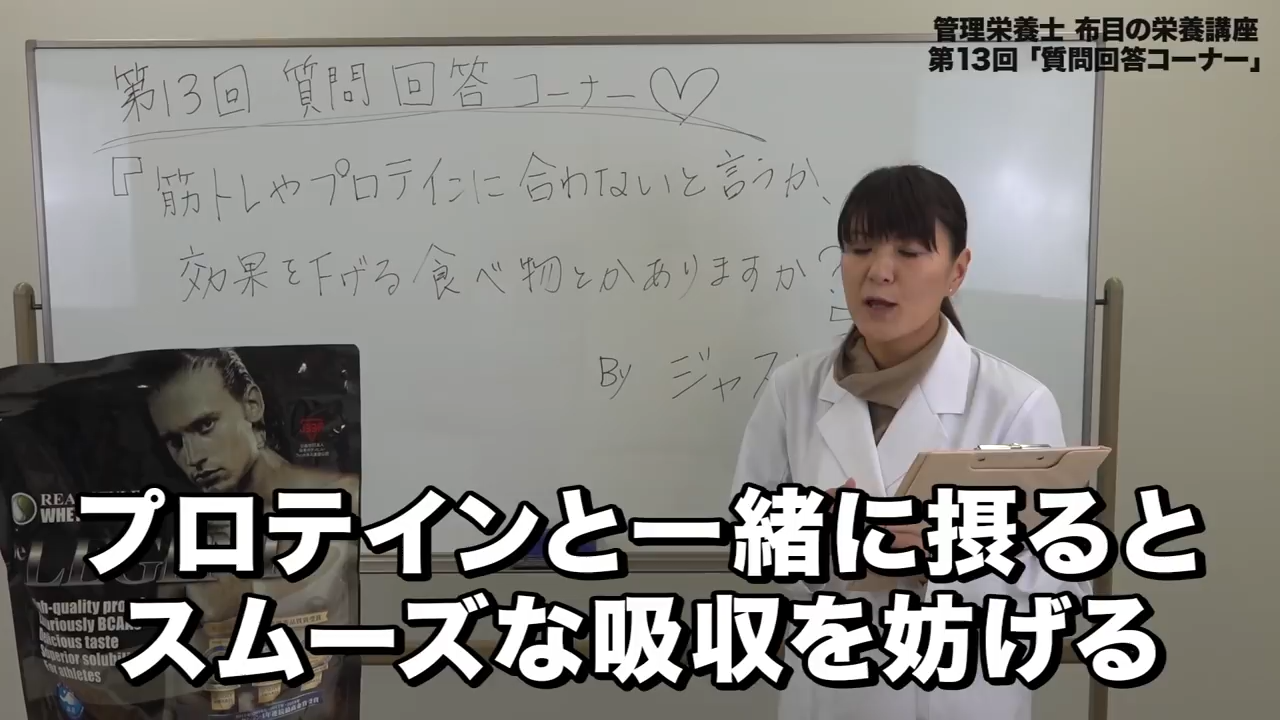 管理栄養士 布目の栄養講座
第13回「質問回答コーナー」
第13回 質問 回答 コーナー♡
『筋トレやプロテインに合わないと言うか、
効果を下げる食べ物とかありますか?
By ジャス
REA
WHE
LEGE
h-quality pro
uriously BCAA
elicious taste
Superior solubi
For athletes
プロテインと一緒に摂ると
スムーズな吸収を妨げる